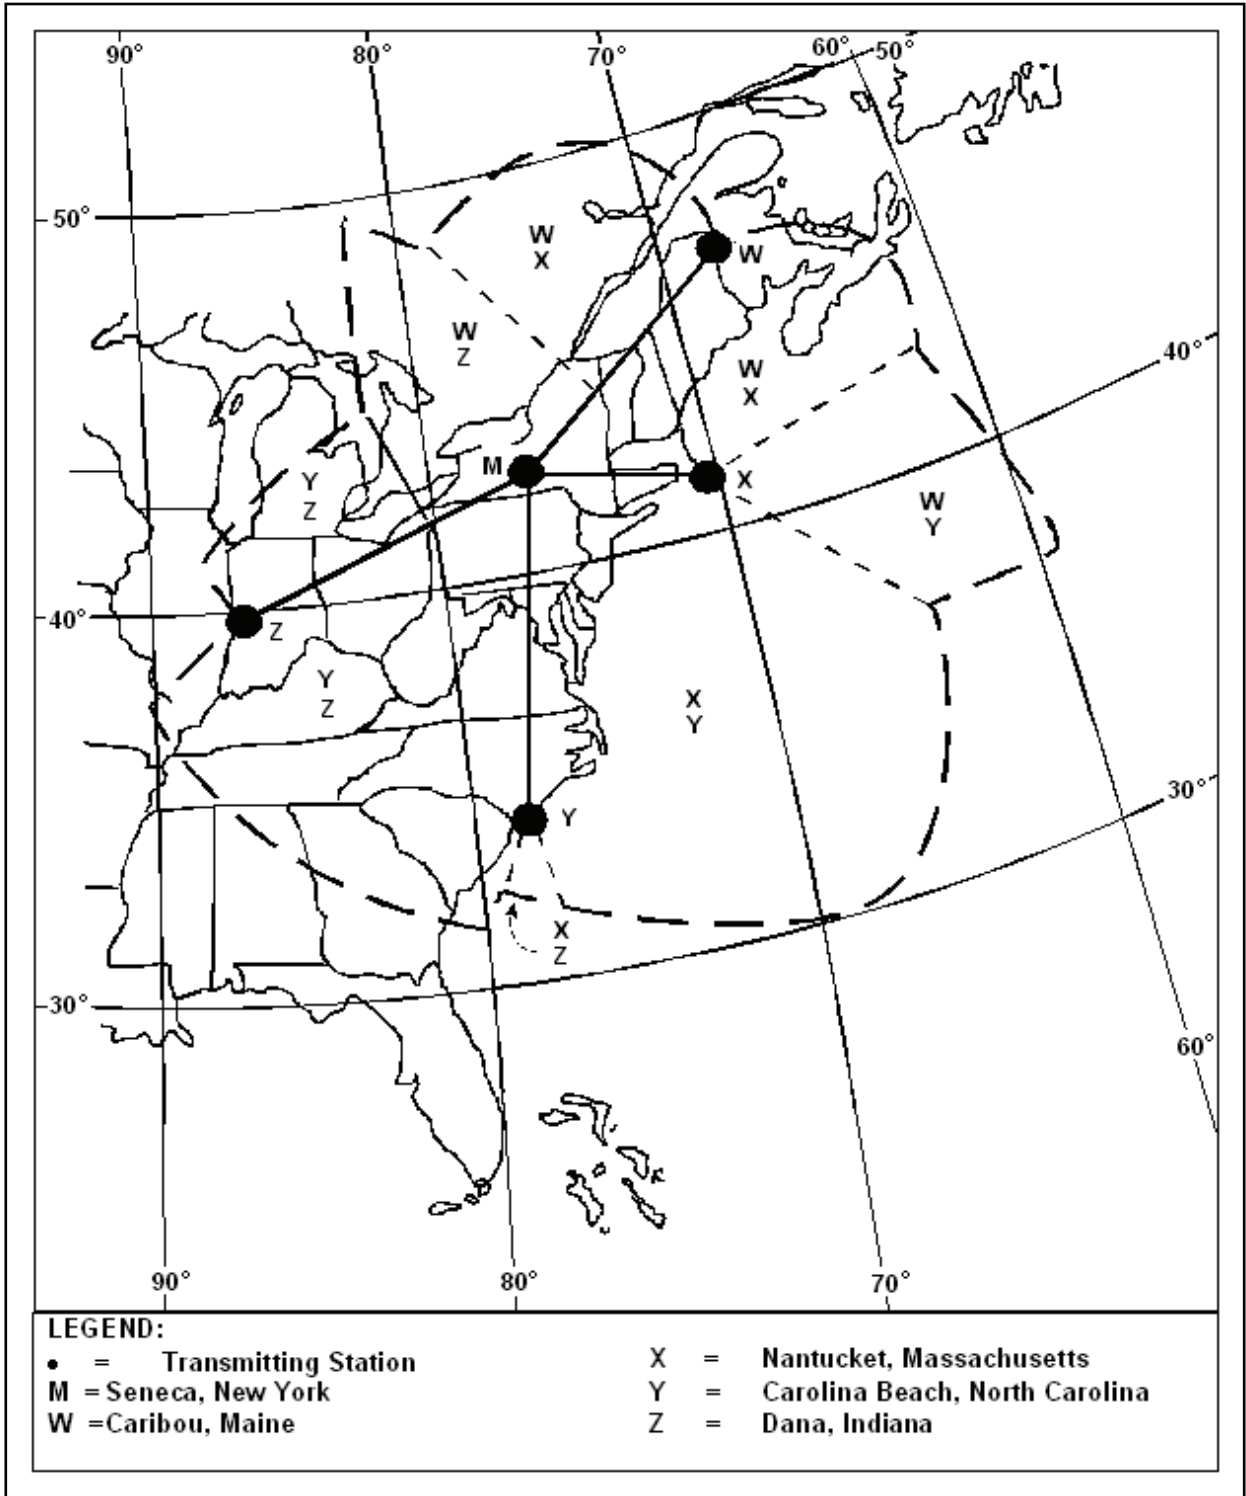 90° 80° 70° 60° 50°
50°
W
X
W
W
Z
40°
W
X
M
X
Y
Z
W
Y
40°
Z
Y
Z
X
Y
30°
Y
X
Z
30°
60°
90° 80° 70°
LEGEND:
• = Transmitting Station
M = Seneca, New York
W =Caribou, Maine
X = Nantucket, Massachusetts
Y = Carolina Beach, North Carolina
Z = Dana, Indiana